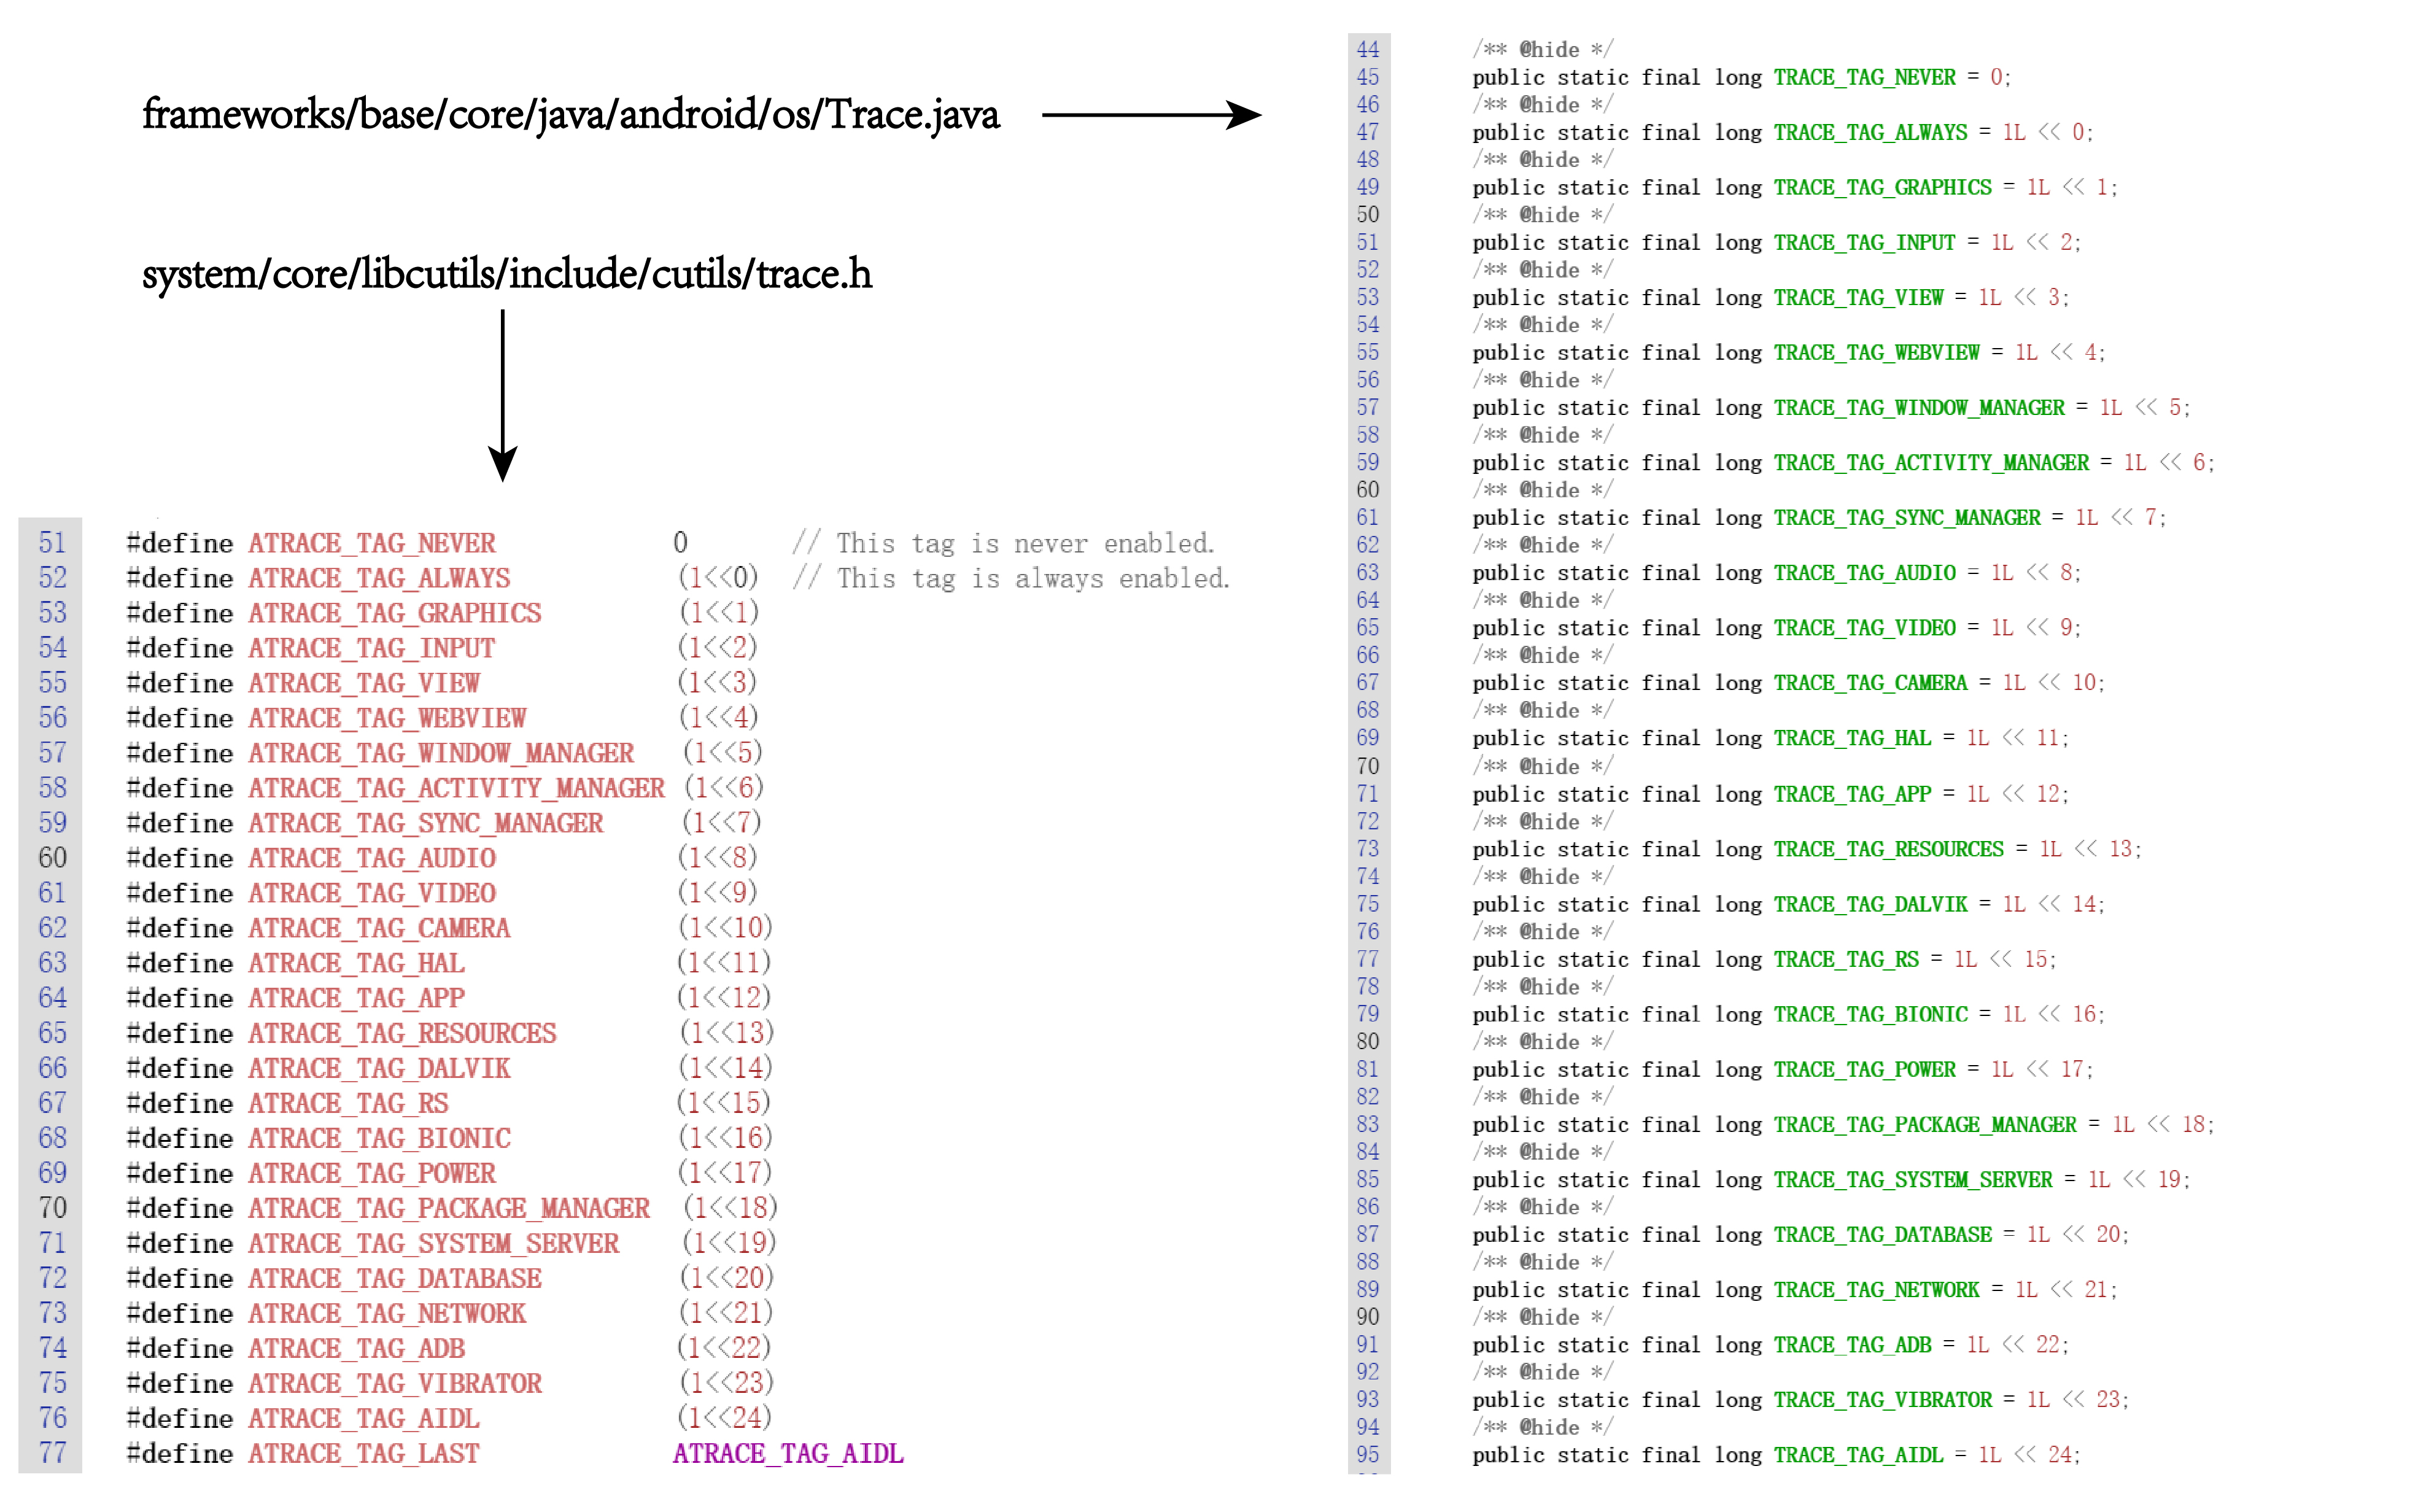 frameworks/base/core/java/android/os/Trace.java
system/core/libcutils/include/cutils/trace.h
51 #define ATRACE_TAG_NEVER 0 // This tag is never enabled.
52 #define ATRACE_TAG_ALWAYS (1<<0) // This tag is always enabled.
53 #define ATRACE_TAG_GRAPHICS (1<<1)
54 #define ATRACE_TAG_INPUT (1<<2)
55 #define ATRACE_TAG_VIEW (1<<3)
56 #define ATRACE_TAG_WEBVIEW (1<<4)
57 #define ATRACE_TAG_WINDOW_MANAGER (1<<5)
58 #define ATRACE_TAG_ACTIVITY_MANAGER (1<<6)
59 #define ATRACE_TAG_SYNC_MANAGER (1<<7)
60 #define ATRACE_TAG_AUDIO (1<<8)
61 #define ATRACE_TAG_VIDEO (1<<9)
62 #define ATRACE_TAG_CAMERA (1<<10)
63 #define ATRACE_TAG_HAL (1<<11)
64 #define ATRACE_TAG_APP (1<<12)
65 #define ATRACE_TAG_RESOURCES (1<<13)
66 #define ATRACE_TAG_DALVIK (1<<14)
67 #define ATRACE_TAG_RS (1<<15)
68 #define ATRACE_TAG_BIONIC (1<<16)
69 #define ATRACE_TAG_POWER (1<<17)
70 #define ATRACE_TAG_PACKAGE_MANAGER (1<<18)
71 #define ATRACE_TAG_SYSTEM_SERVER (1<<19)
72 #define ATRACE_TAG_DATABASE (1<<20)
73 #define ATRACE_TAG_NETWORK (1<<21)
74 #define ATRACE_TAG_ADB (1<<22)
75 #define ATRACE_TAG_VIBRATOR (1<<23)
76 #define ATRACE_TAG_AIDL (1<<24)
77 #define ATRACE_TAG_LAST ATRACE_TAG_AIDL
44 /** @hide */
45 public static final long TRACE_TAG_NEVER = 0;
46 /** @hide */
47 public static final long TRACE_TAG_ALWAYS = 1L << 0;
48 /** @hide */
49 public static final long TRACE_TAG_GRAPHICS = 1L << 1;
50 /** @hide */
51 public static final long TRACE_TAG_INPUT = 1L << 2;
52 /** @hide */
53 public static final long TRACE_TAG_VIEW = 1L << 3;
54 /** @hide */
55 public static final long TRACE_TAG_WEBVIEW = 1L << 4;
56 /** @hide */
57 public static final long TRACE_TAG_WINDOW_MANAGER = 1L << 5;
58 /** @hide */
59 public static final long TRACE_TAG_ACTIVITY_MANAGER = 1L << 6;
60 /** @hide */
61 public static final long TRACE_TAG_SYNC_MANAGER = 1L << 7;
62 /** @hide */
63 public static final long TRACE_TAG_AUDIO = 1L << 8;
64 /** @hide */
65 public static final long TRACE_TAG_VIDEO = 1L << 9;
66 /** @hide */
67 public static final long TRACE_TAG_CAMERA = 1L << 10;
68 /** @hide */
69 public static final long TRACE_TAG_HAL = 1L << 11;
70 /** @hide */
71 public static final long TRACE_TAG_APP = 1L << 12;
72 /** @hide */
73 public static final long TRACE_TAG_RESOURCES = 1L << 13;
74 /** @hide */
75 public static final long TRACE_TAG_DALVIK = 1L << 14;
76 /** @hide */
77 public static final long TRACE_TAG_RS = 1L << 15;
78 /** @hide */
79 public static final long TRACE_TAG_BIONIC = 1L << 16;
80 /** @hide */
81 public static final long TRACE_TAG_POWER = 1L << 17;
82 /** @hide */
83 public static final long TRACE_TAG_PACKAGE_MANAGER = 1L << 18;
84 /** @hide */
85 public static final long TRACE_TAG_SYSTEM_SERVER = 1L << 19;
86 /** @hide */
87 public static final long TRACE_TAG_DATABASE = 1L << 20;
88 /** @hide */
89 public static final long TRACE_TAG_NETWORK = 1L << 21;
90 /** @hide */
91 public static final long TRACE_TAG_ADB = 1L << 22;
92 /** @hide */
93 public static final long TRACE_TAG_VIBRATOR = 1L << 23;
94 /** @hide */
95 public static final long TRACE_TAG_AIDL = 1L << 24;